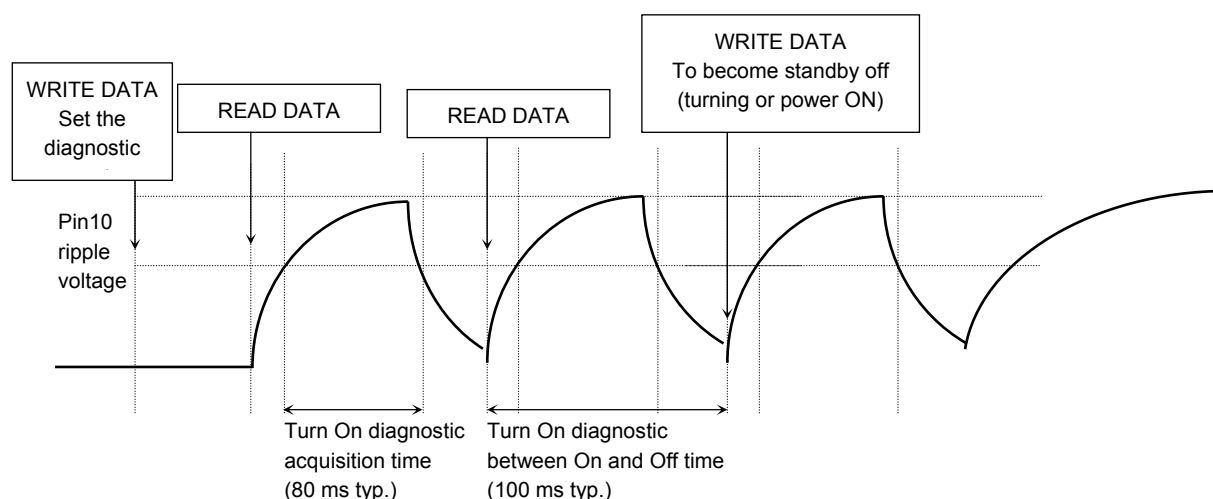 WRITE DATA
Set the
diagnostic
READ DATA
READ DATA
WRITE DATA
To become standby off
(turning or power ON)
Pin10
ripple
voltage
Turn On diagnostic
acquisition time
(80 ms typ.)
Turn On diagnostic
between On and Off time
(100 ms typ.)